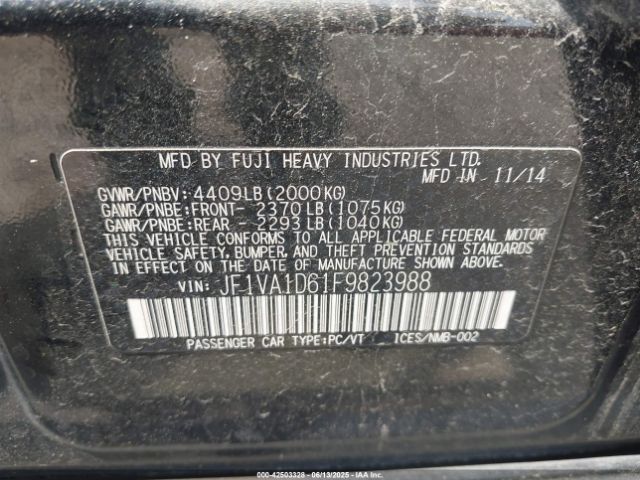 MFD BY FUJI HEAVY INDUSTRIES LTD.
MFD IN 11/14
GVWR/PNBV: 4409LB(2000KG)
GAWR/PNBE:FRONT- 2370LB(1075KG)
GAWR/PNBE:REAR - 2293LB(1040KG)
THIS VEHICLE CONFORMS TO ALL APPLICABLE FEDERAL MOTOR
VEHICLE SAFETY, BUMPER, AND THEFT PREVENTION STANDARDS
IN EFFECT ON THE DATE OF MANUFACTURE SHOWN ABOVE.
VIN: JF1VA1D61F9823988
PASSENGER CAR TYPE:PC/VT ICES/NMB-002
000-42503328 - 06/13/2025 - IAAI.COM